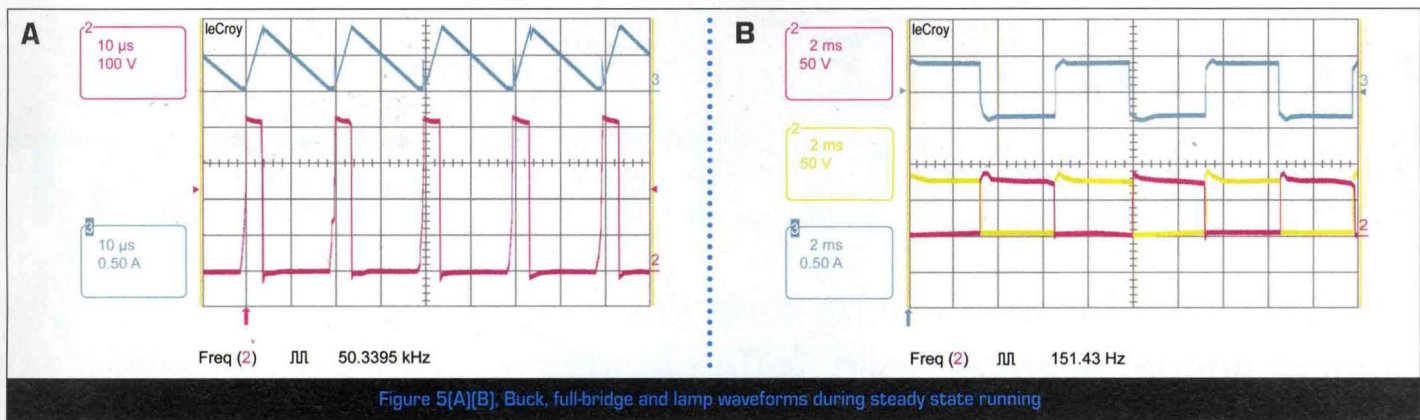 A
2
10 µs
100 V
3
10 µs
0.50 A
leCroy
3
2
Freq (2) 50.3395 kHz
B
2
2 ms
50 V
2
2 ms
50 V
3
2 ms
0.50 A
leCroy
3
2
Freq (2) 151.43 Hz
Figure 5(A)(B), Buck, full-bridge and lamp waveforms during steady state running